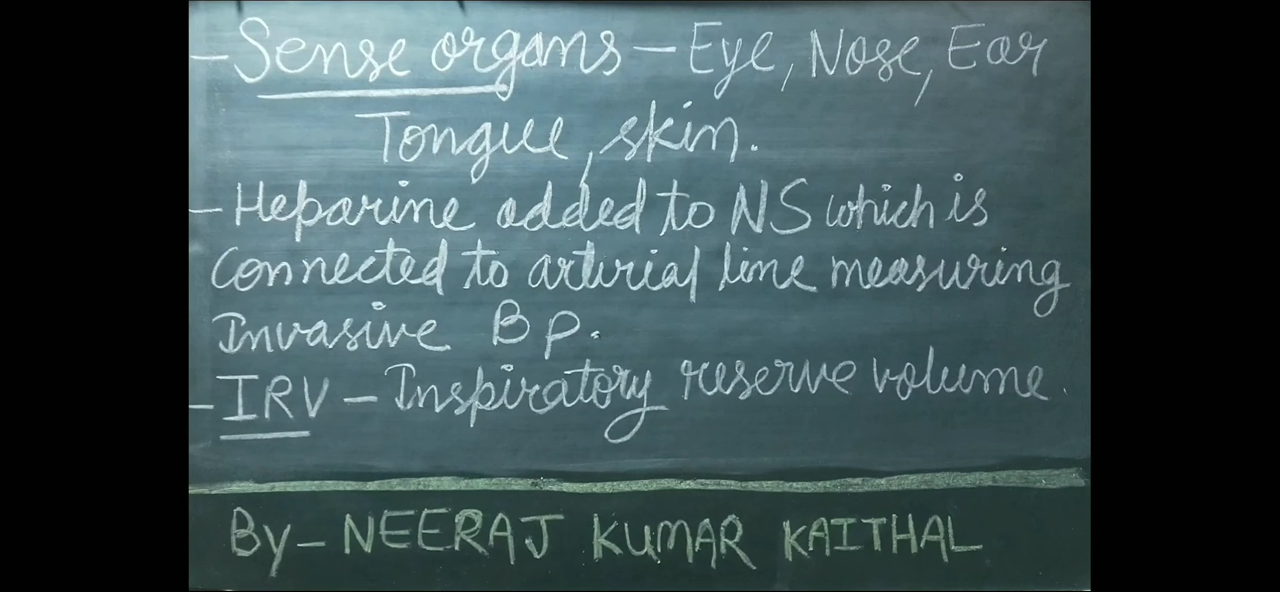 - Sense organs - Eye, Nose, Ear
Tongue, skin.
- Heparine added to NS which is
connected to arterial line measuring
Invasive BP.
- IRV - Inspiratory reserve volume.
By - NEERAJ KUMAR KAITHAL